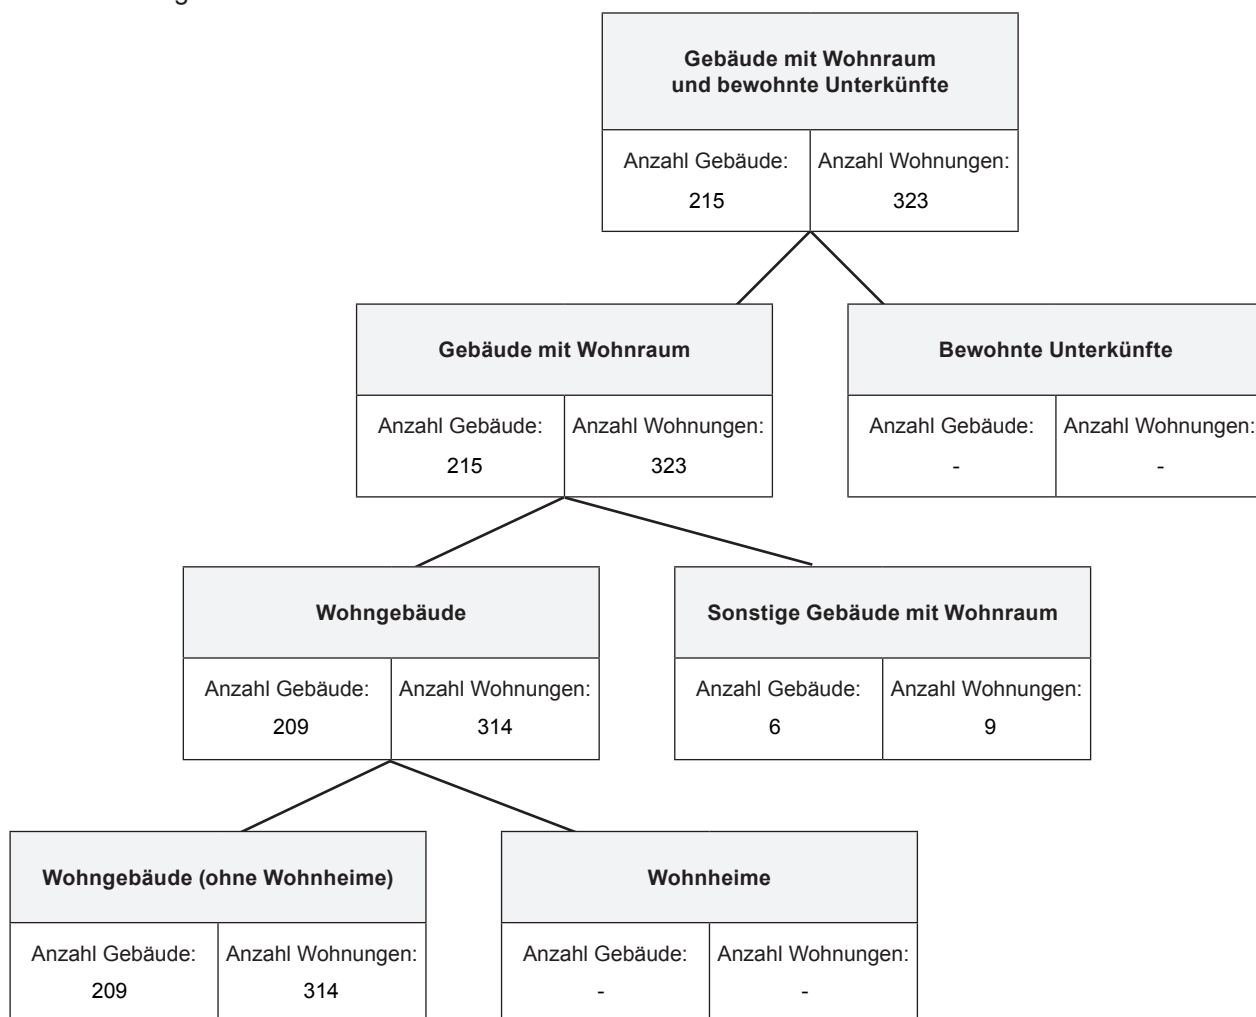 Gebäude mit Wohnraum
und bewohnte Unterkünfte
Anzahl Gebäude: Anzahl Wohnungen:
215 323
Gebäude mit Wohnraum
Anzahl Gebäude: Anzahl Wohnungen:
215 323
Bewohnte Unterkünfte
Anzahl Gebäude: Anzahl Wohnungen:
- -
Wohngebäude
Anzahl Gebäude: Anzahl Wohnungen:
209 314
Sonstige Gebäude mit Wohnraum
Anzahl Gebäude: Anzahl Wohnungen:
6 9
Wohngebäude (ohne Wohnheime)
Anzahl Gebäude: Anzahl Wohnungen:
209 314
Wohnheime
Anzahl Gebäude: Anzahl Wohnungen:
- -